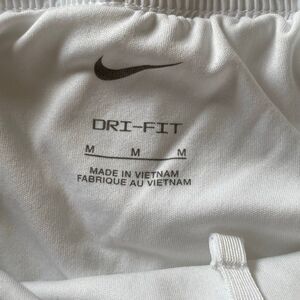 DRI-FIT
M M M
MADE IN VIETNAM
FABRIQUE AU VIETNAM